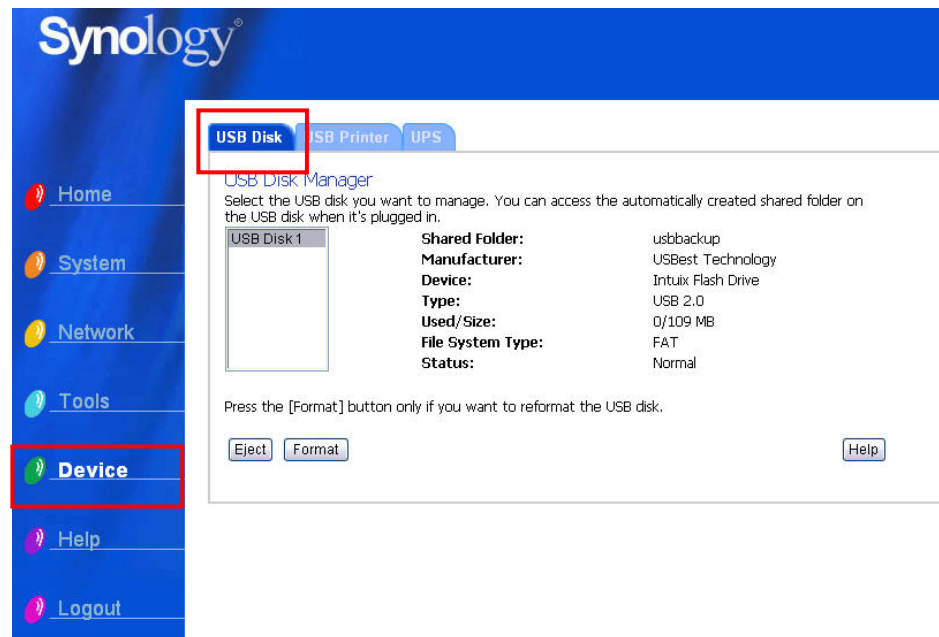 Synology
USB Disk USB Printer UPS
USB Disk Manager
Select the USB disk you want to manage. You can access the automatically created shared folder on
the USB disk when it's plugged in.
USB Disk 1
Shared Folder: usbbackup
Manufacturer: USBest Technology
Device: Intuix Flash Drive
Type: USB 2.0
Used/Size: 0/109 MB
File System Type: FAT
Status: Normal
Press the [Format] button only if you want to reformat the USB disk.
Eject Format Help
Home
System
Network
Tools
Device
Help
Logout